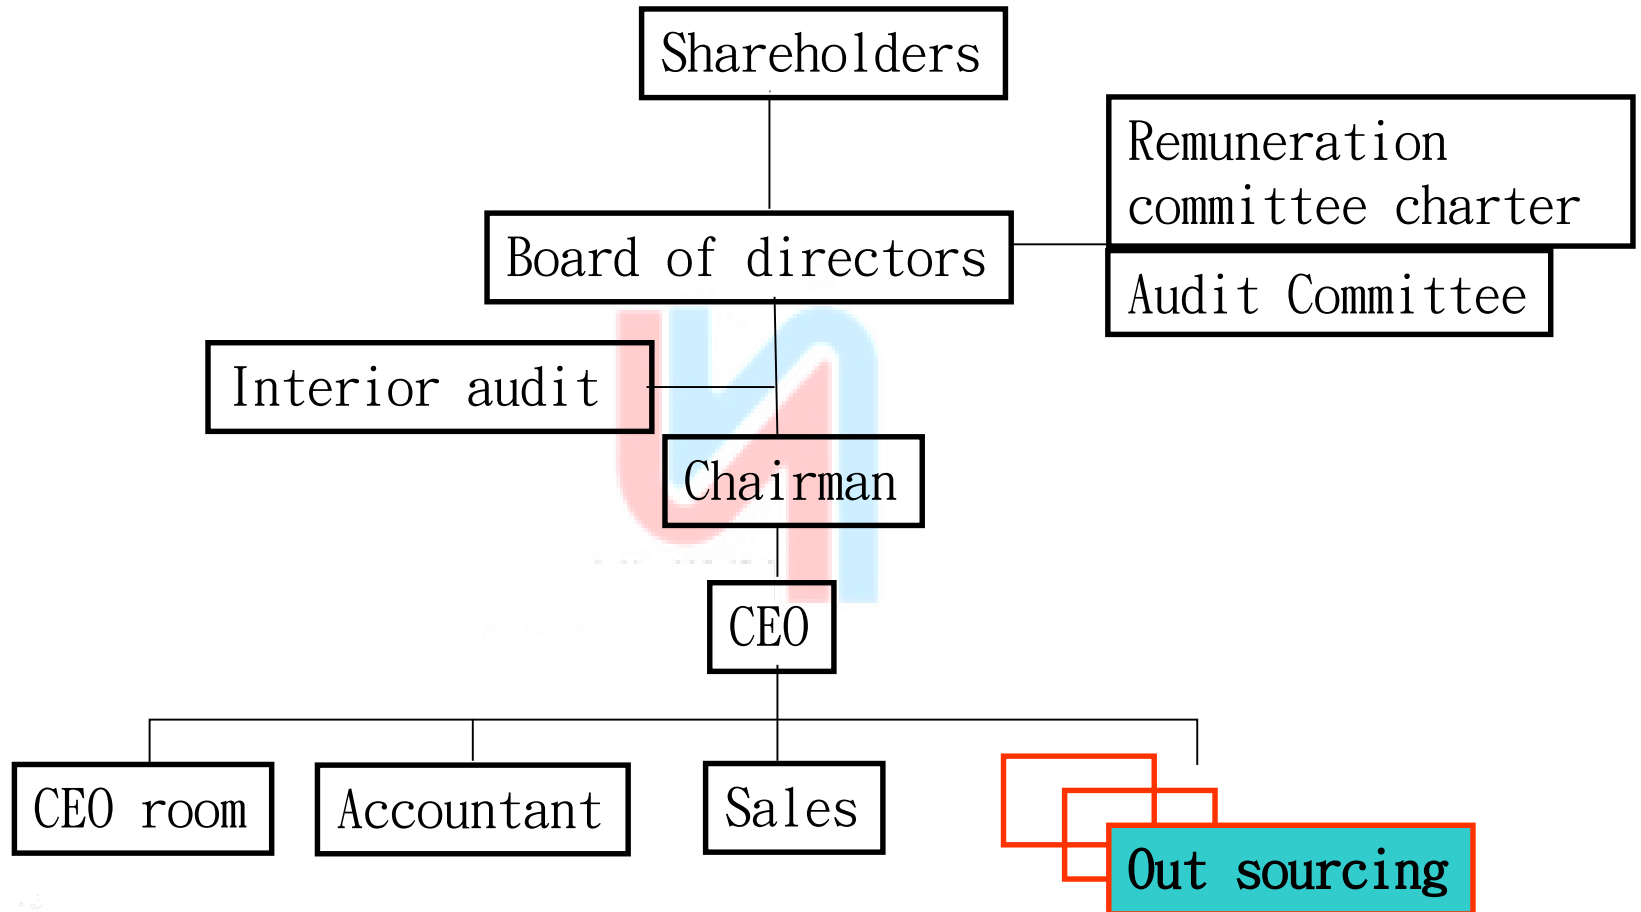 Shareholders
Remuneration
committee charter
Board of directors
Audit Committee
Interior audit
Chairman
CEO
CEO room
Accountant
Sales
Out sourcing